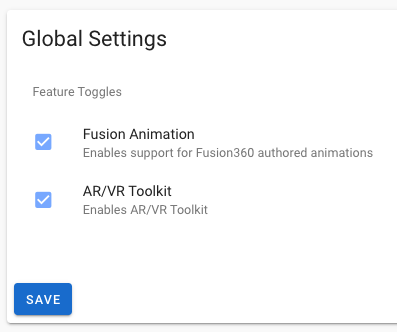 Global Settings
Feature Toggles
Fusion Animation
Enables support for Fusion360 authored animations
AR/VR Toolkit
Enables AR/VR Toolkit
SAVE